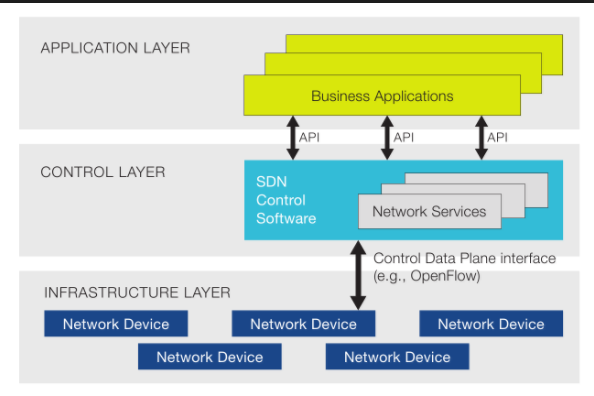 APPLICATION LAYER
Business Applications
API
API
API
CONTROL LAYER
SDN
Control
Software
Network Services
Control Data Plane interface
(e.g., OpenFlow)
INFRASTRUCTURE LAYER
Network Device
Network Device
Network Device
Network Device
Network Device